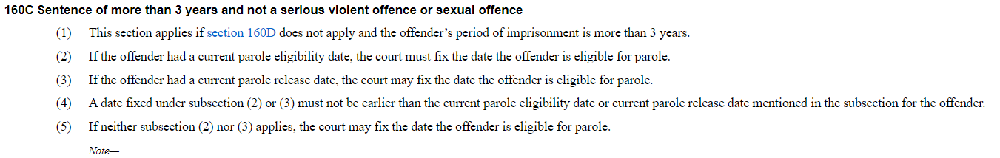 160C Sentence of more than 3 years and not a serious violent offence or sexual offence
(1) This section applies if section 160D does not apply and the offender’s period of imprisonment is more than 3 years.
(2) If the offender had a current parole eligibility date, the court must fix the date the offender is eligible for parole.
(3) If the offender had a current parole release date, the court may fix the date the offender is eligible for parole.
(4) A date fixed under subsection (2) or (3) must not be earlier than the current parole eligibility date or current parole release date mentioned in the subsection for the offender.
(5) If neither subsection (2) nor (3) applies, the court may fix the date the offender is eligible for parole.
Note—